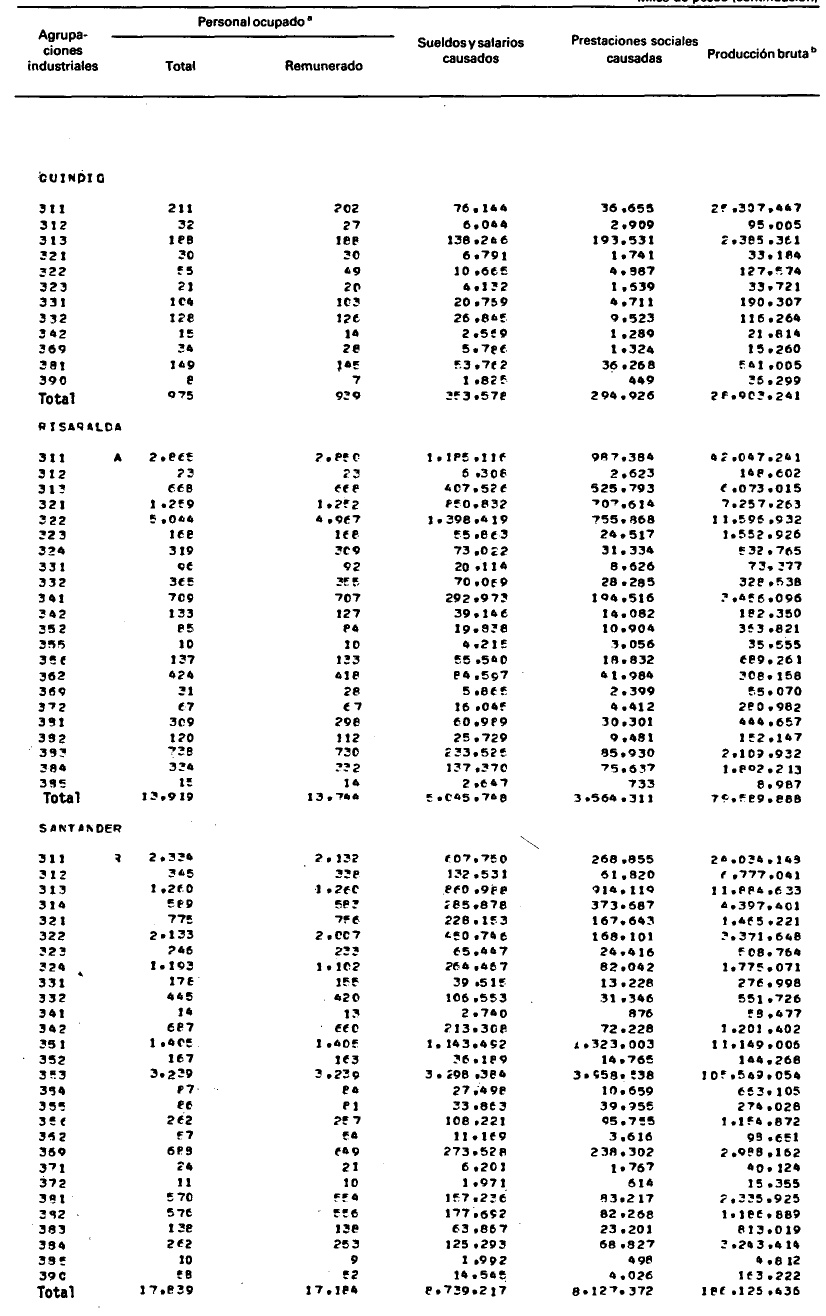 Miles de pesos (continuación)
Agrupaciones industriales
Personal ocupado a
Total Remunerado
Sueldos y salarios causados
Prestaciones sociales causadas
Producción bruta b
QUINDIO
311 211 202 76.144 36.655 25.307.447
312 32 27 6.044 2.909 95.005
313 188 188 138.246 193.531 2.385.361
321 30 30 6.791 1.741 33.184
322 55 49 10.665 4.987 127.574
323 21 20 4.132 1.539 33.721
331 104 103 20.759 4.711 190.307
332 128 126 26.845 9.523 116.264
342 15 14 2.559 1.289 21.814
369 34 28 5.786 1.324 15.260
381 149 145 53.762 36.268 541.005
390 8 7 1.825 449 36.299
Total 975 939 353.578 294.926 28.903.241
RISARALDA
311 A 2.865 2.850 1.185.116 987.384 42.047.241
312 23 23 6.308 2.623 148.602
313 668 668 407.526 525.793 6.073.015
321 1.259 1.252 850.832 707.614 7.257.263
322 5.044 4.967 1.398.419 755.868 11.596.932
323 168 168 55.863 24.517 1.552.926
324 319 309 73.022 31.334 532.765
331 96 92 20.114 8.626 73.377
332 365 355 70.069 28.285 328.538
341 709 707 292.973 194.516 3.456.096
342 133 127 39.146 14.082 182.350
352 85 84 19.838 10.904 353.821
355 10 10 4.215 3.056 35.555
356 137 133 55.540 18.832 689.261
362 424 418 84.597 41.984 308.158
369 31 28 5.865 2.399 55.070
372 67 67 16.045 4.412 280.982
381 309 298 60.989 30.301 444.657
382 120 112 25.729 9.481 152.147
383 738 730 233.525 85.930 2.109.932
384 334 332 137.370 75.637 1.802.213
385 15 14 2.647 733 8.987
Total 13.919 13.744 5.045.748 3.564.311 79.589.888
SANTANDER
311 2.334 2.132 607.750 268.855 24.034.149
312 345 338 132.531 61.820 6.777.041
313 1.260 1.260 860.988 914.119 11.884.633
314 589 583 285.878 373.687 4.397.401
321 775 756 228.153 167.643 1.465.221
322 2.133 2.007 450.746 168.101 3.371.648
323 246 233 65.447 24.416 508.764
324 1.193 1.102 264.467 82.042 1.775.071
331 176 155 39.515 13.228 276.998
332 445 420 106.553 31.346 551.726
341 14 13 2.740 876 58.477
342 687 660 213.308 72.228 1.201.402
351 1.405 1.405 1.143.492 1.323.003 11.149.006
352 167 163 36.189 14.765 144.268
353 3.239 3.239 3.298.384 3.958.538 105.549.054
354 87 84 27.498 10.659 653.105
355 86 81 33.863 39.955 274.028
356 262 257 108.221 95.755 1.154.872
362 57 54 11.169 3.616 98.651
369 689 649 273.528 238.302 2.988.162
371 24 21 6.201 1.767 40.124
372 11 10 1.971 614 15.355
381 570 554 157.236 83.217 2.335.925
382 576 556 177.692 82.268 1.186.889
383 138 138 63.867 23.201 813.019
384 262 253 125.293 68.827 3.243.414
385 10 9 1.992 498 4.812
390 58 52 14.545 4.026 163.222
Total 17.839 17.184 8.739.217 8.127.372 186.125.436